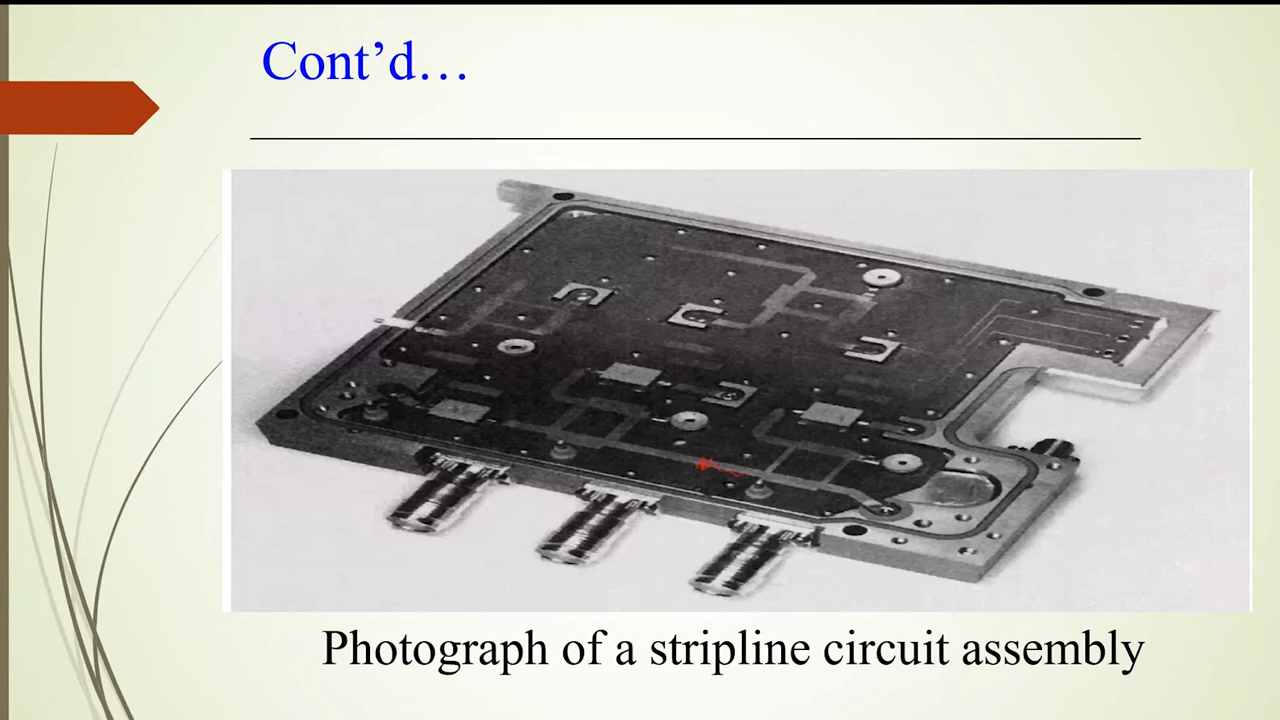 Cont’d…
Photograph of a stripline circuit assembly